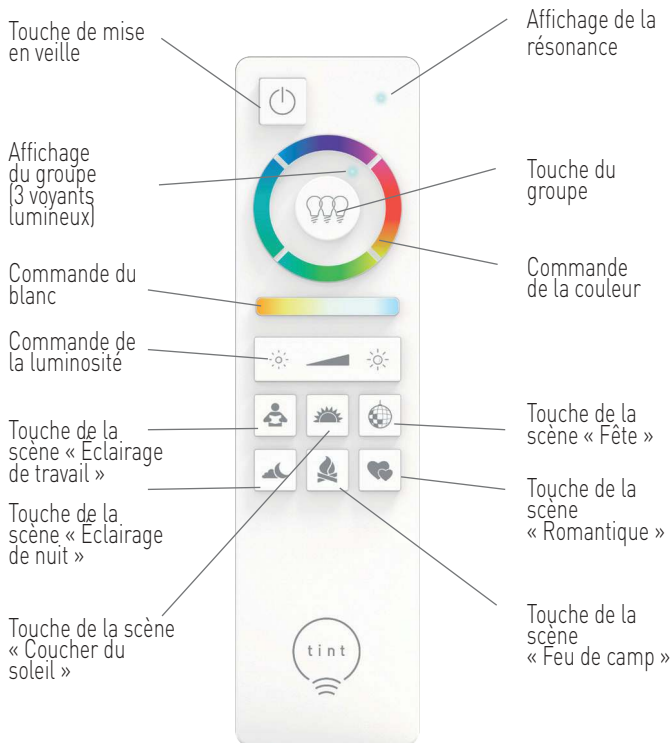 Touche de mise
en veille
Affichage de la
résonance
Affichage
du groupe
(3 voyants
lumineux)
Touche du
groupe
Commande du
blanc
Commande
de la couleur
Commande de
la luminosité
Touche de la
scène « Éclairage
de travail »
Touche de la
scène « Fête »
Touche de la
scène « Éclairage
de nuit »
Touche de la
scène
« Romantique »
Touche de la scène
« Coucher du
soleil »
Touche de la
scène
« Feu de camp »
tint